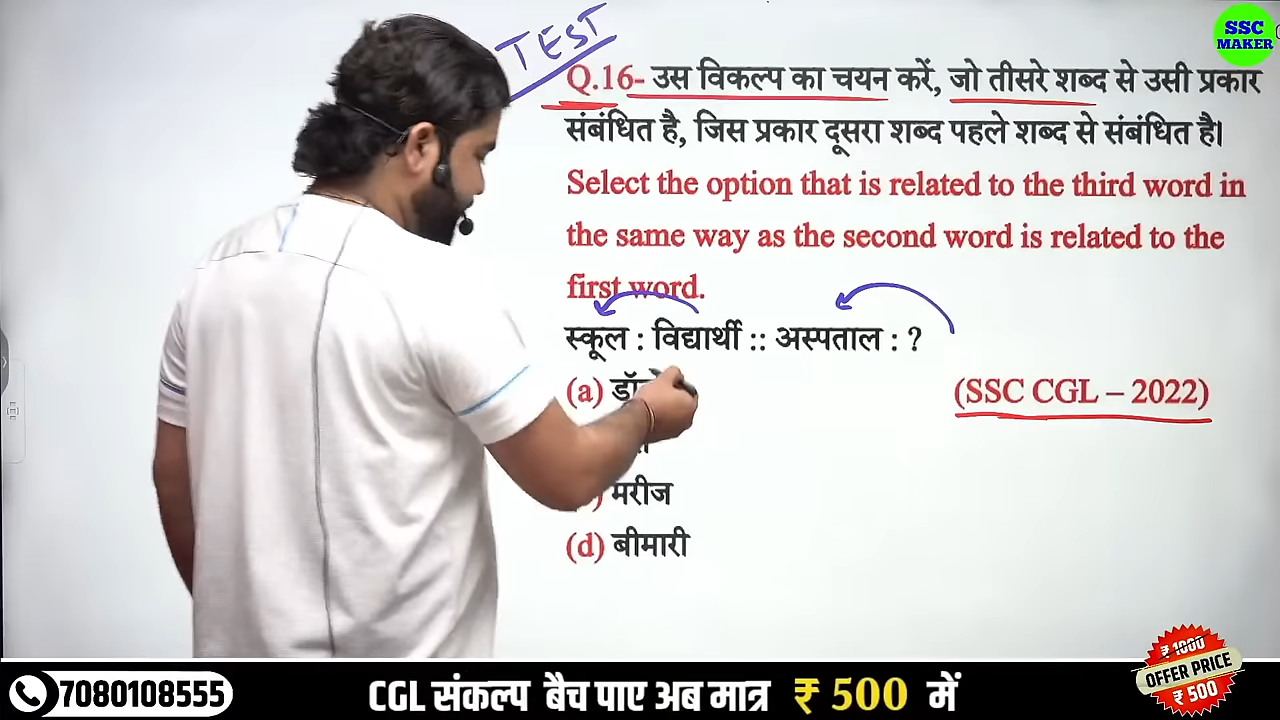 TEST
SSC
MAKER
Q.16- उस विकल्प का चयन करें, जो तीसरे शब्द से उसी प्रकार
संबंधित है, जिस प्रकार दूसरा शब्द पहले शब्द से संबंधित है।
Select the option that is related to the third word in
the same way as the second word is related to the
first word.
स्कूल : विद्यार्थी :: अस्पताल : ?
(a)
(SSC CGL – 2022)
मरीज
(d) बीमारी
7080108555
CGL संकल्प बैच पाए अब मात्र ₹ 500 में
₹ 1000
OFFER PRICE
₹ 500